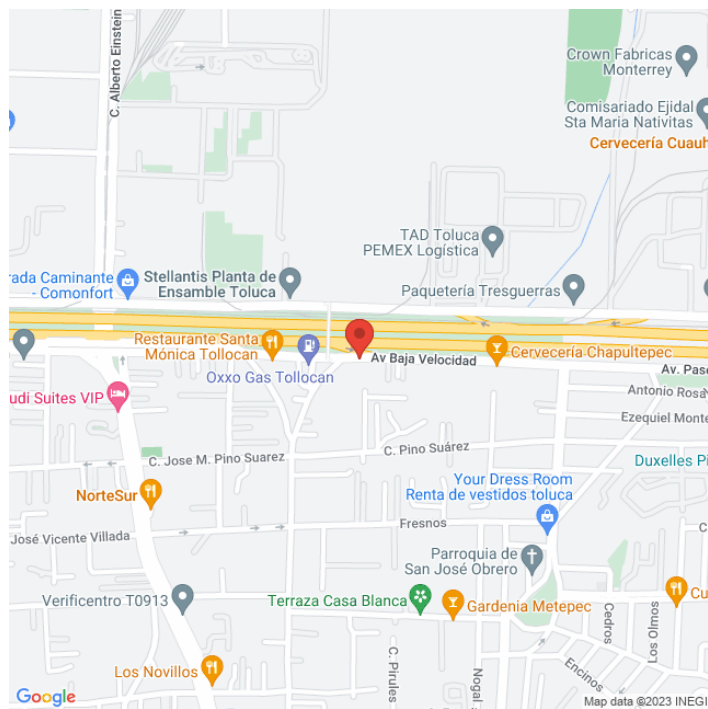 C. Alberto Einstein
Crown Fabricas
Monterrey
Comisariado Ejidal
Sta Maria Nativitas
Cervecería Cuauh
TAD Toluca
PEMEX Logística
rada Caminante
- Comonfort
Stellantis Planta de
Ensamble Toluca
Paquetería Tresguerras
Restaurante Santa
Mónica Tollocan
Oxxo Gas Tollocan
Av Baja Velocidad
Cervecería Chapultepec
Av. Pase
udi Suites VIP
Antonio Rosa
Ezequiel Monte
C. Pino Suárez
C. Jose M. Pino Suarez
Duxelles Pi
Your Dress Room
Renta de vestidos toluca
NorteSur
Fresnos
José Vicente Villada
Parroquia de
San José Obrero
Verificentro T0913
Terraza Casa Blanca
Gardenia Metepec
Cu
C.
Cedros
Los Olmos
C. Pirules
Nogal
Encinos
Los Novillos
Google
Map data ©2023 INEGI